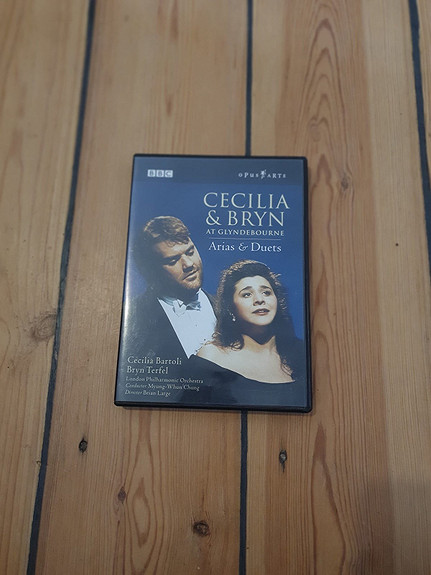 BBC
OPUS ARTE
CECILIA
& BRYN
AT GLYNDEBOURNE
Arias & Duets
Cecilia Bartoli
Bryn Terfel
London Philharmonic Orchestra
Conductor Myung-Whun Chung
Director Brian Large